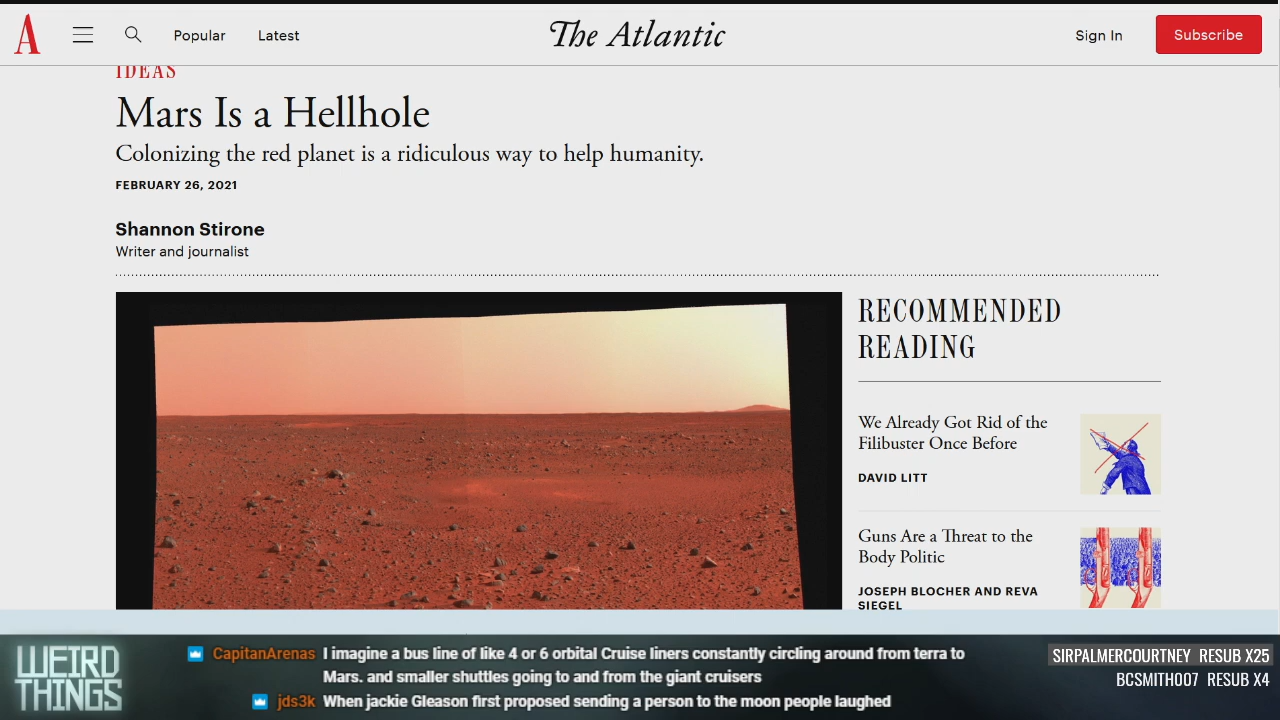 A
Popular
Latest
The Atlantic
Sign In
Subscribe
IDEAS
Mars Is a Hellhole
Colonizing the red planet is a ridiculous way to help humanity.
FEBRUARY 26, 2021
Shannon Stirone
Writer and journalist
RECOMMENDED
READING
We Already Got Rid of the
Filibuster Once Before
DAVID LITT
Guns Are a Threat to the
Body Politic
JOSEPH BLOCHER AND REVA
SIEGEL
WEIRD
THINGS
CapitanArenas I imagine a bus line of like 4 or 6 orbital Cruise liners constantly circling around from terra to
Mars. and smaller shuttles going to and from the giant cruisers
jds3k When jackie Gleason first proposed sending a person to the moon people laughed
SIRPALMERCOURTNEY RESUB X25
BCSMITH007 RESUB X4